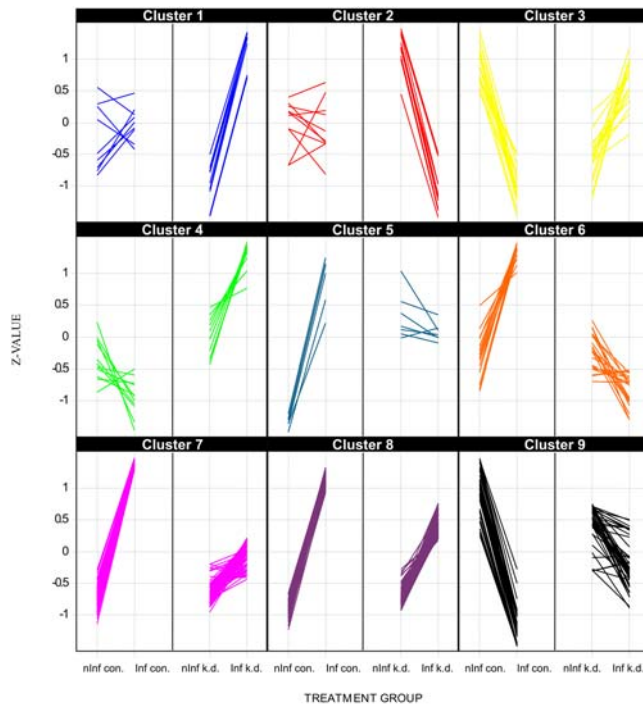 Cluster 1 Cluster 2 Cluster 3
1
0.5
0
-0.5
-1
Cluster 4 Cluster 5 Cluster 6
1
0.5
0
-0.5
-1
Cluster 7 Cluster 8 Cluster 9
1
0.5
0
-0.5
-1
Z-VALUE
nInf con. Inf con. nInf k.d. Inf k.d. nInf con. Inf con. nInf k.d. Inf k.d. nInf con. Inf con. nInf k.d. Inf k.d.
TREATMENT GROUP